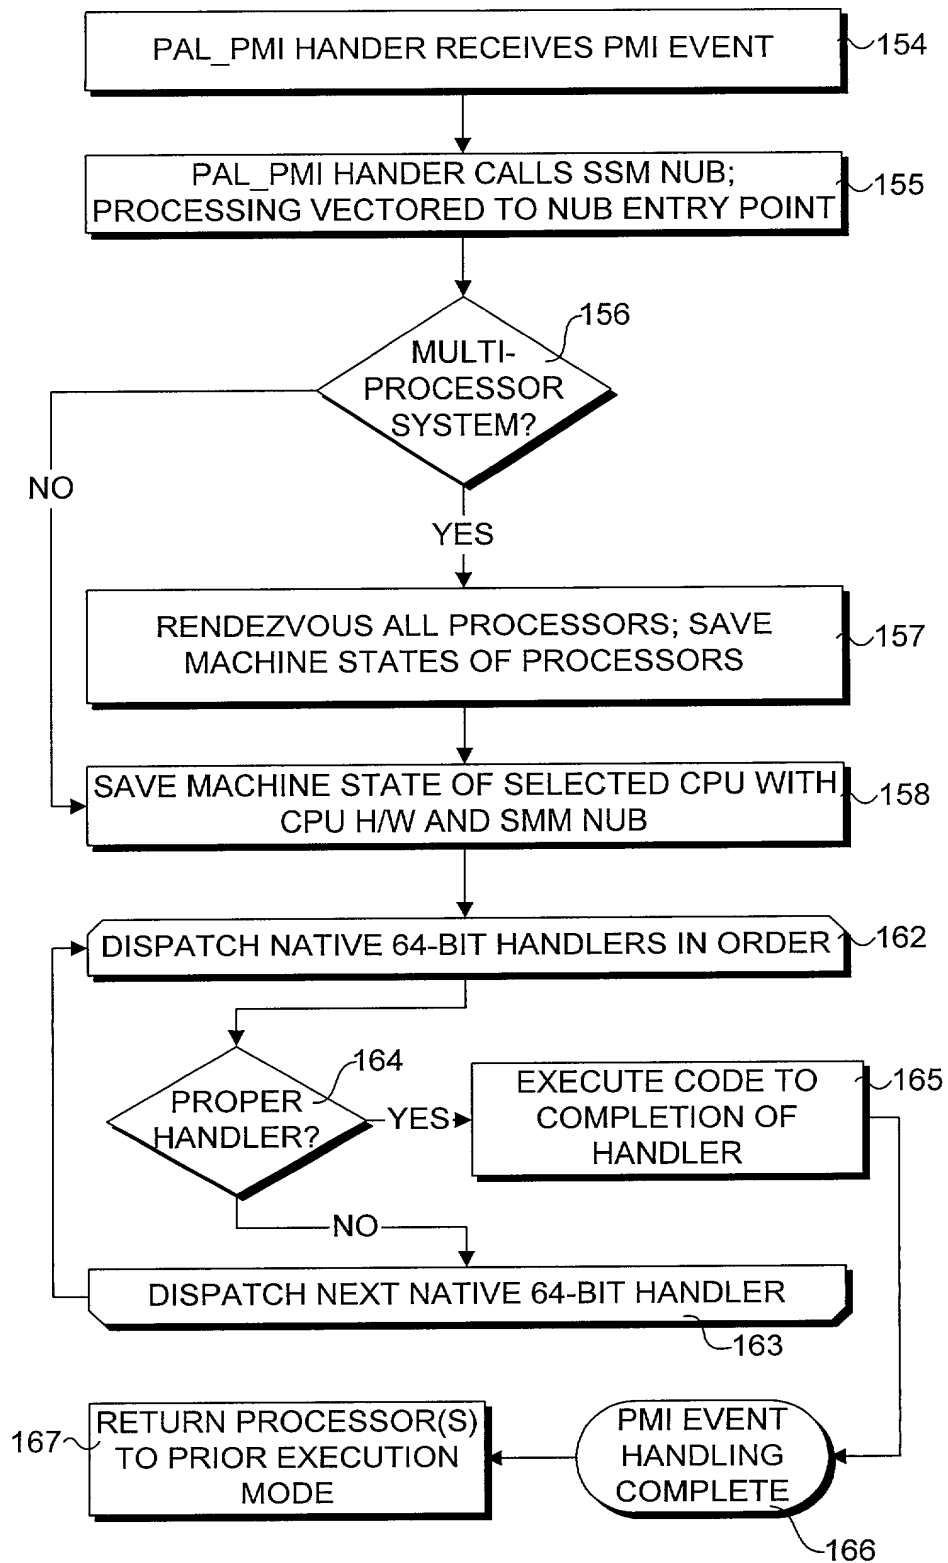 PAL_PMI HANDER RECEIVES PMI EVENT
154
PAL_PMI HANDER CALLS SSM NUB;
PROCESSING VECTORED TO NUB ENTRY POINT
155
156
MULTI-
PROCESSOR
SYSTEM?
NO
YES
RENDEZVOUS ALL PROCESSORS; SAVE
MACHINE STATES OF PROCESSORS
157
SAVE MACHINE STATE OF SELECTED CPU WITH
CPU H/W AND SMM NUB
158
DISPATCH NATIVE 64-BIT HANDLERS IN ORDER
162
164
PROPER
HANDLER?
YES
EXECUTE CODE TO
COMPLETION OF
HANDLER
165
NO
DISPATCH NEXT NATIVE 64-BIT HANDLER
163
167
RETURN PROCESSOR(S)
TO PRIOR EXECUTION
MODE
PMI EVENT
HANDLING
COMPLETE
166